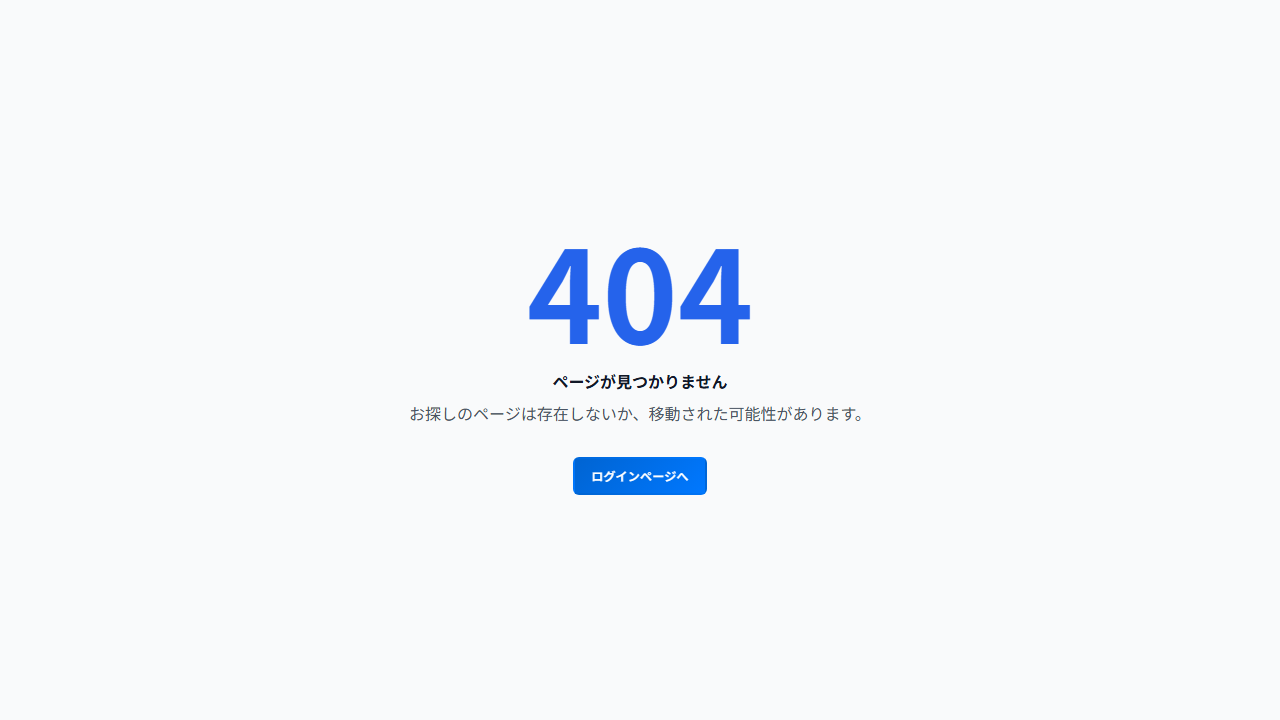 404
ページが見つかりません
お探しのページは存在しないか、移動された可能性があります。
ログインページへ